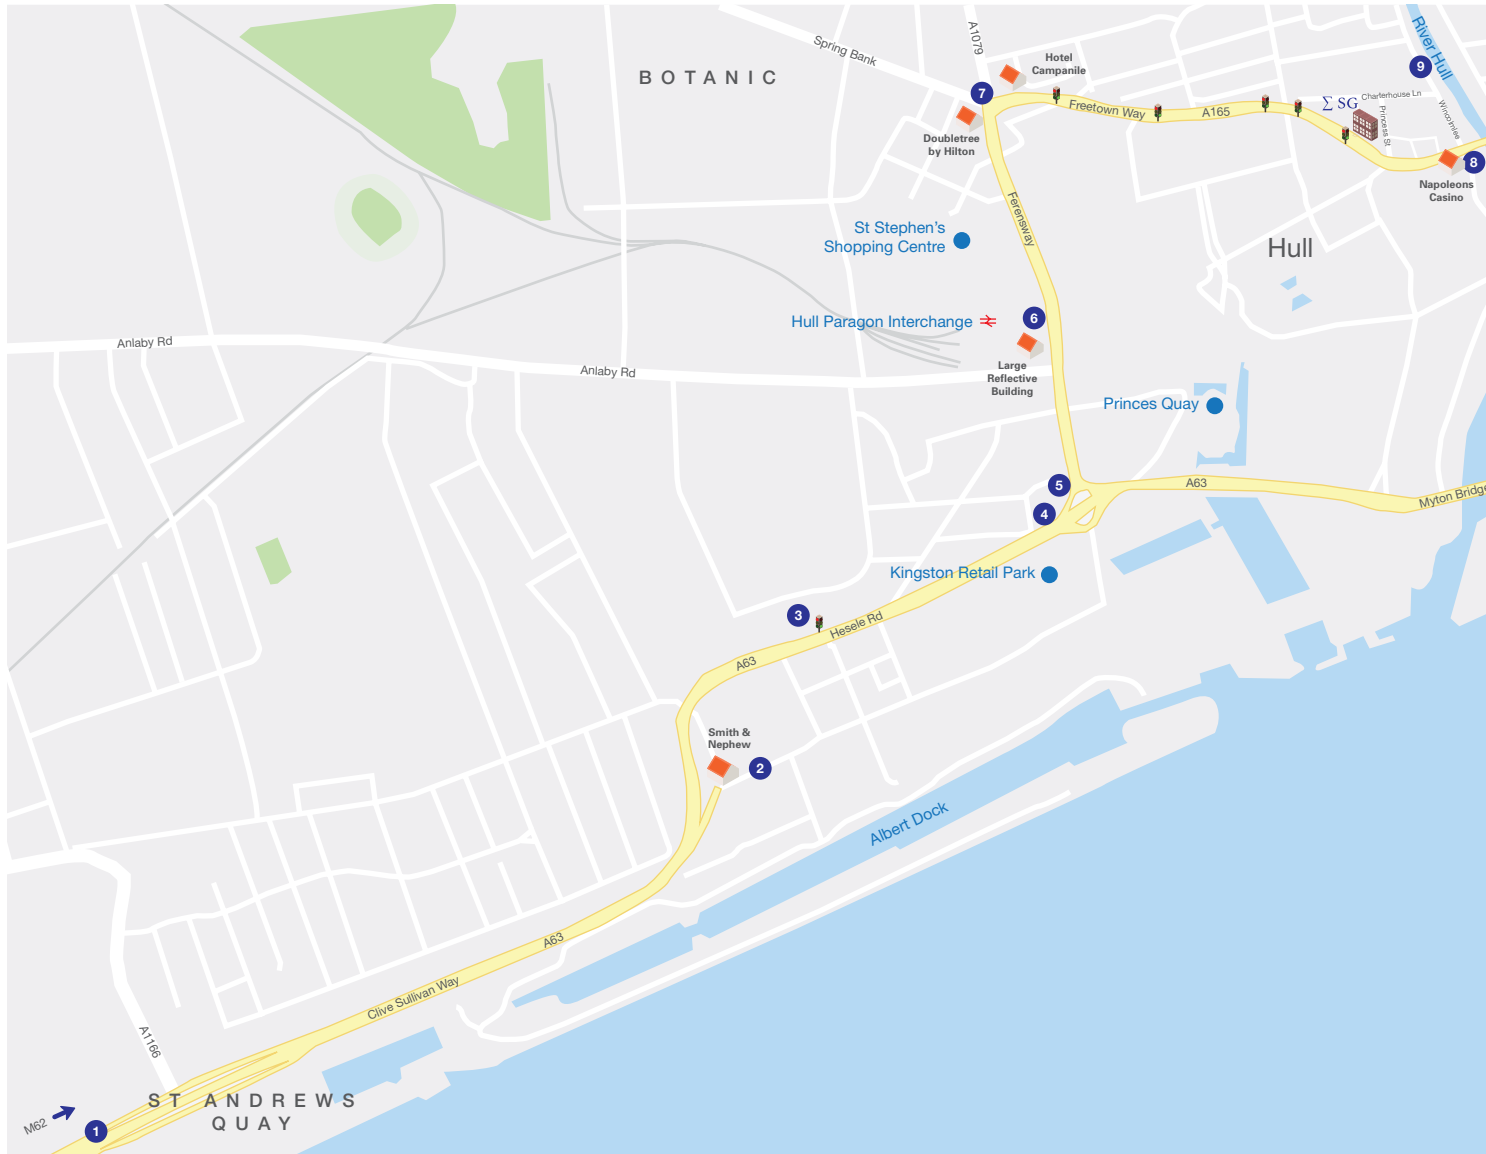 A1079
Spring Bank
BOTANIC
Hotel
Campanile
River Hull
9
7
Freetown Way
A165
Σ SG
Charterhouse Ln
Princess St
Wincolmlee
Doubletree
by Hilton
8
Napoleons
Casino
Ferensway
St Stephen's
Shopping Centre
Hull
Hull Paragon Interchange
6
Anlaby Rd
Anlaby Rd
Large
Reflective
Building
Princes Quay
5
A63
Myton Bridge
4
Kingston Retail Park
3
Hesele Rd
A63
Smith &
Nephew
2
Albert Dock
A63
Clive Sullivan Way
A1166
ST ANDREWS
QUAY
M62
1